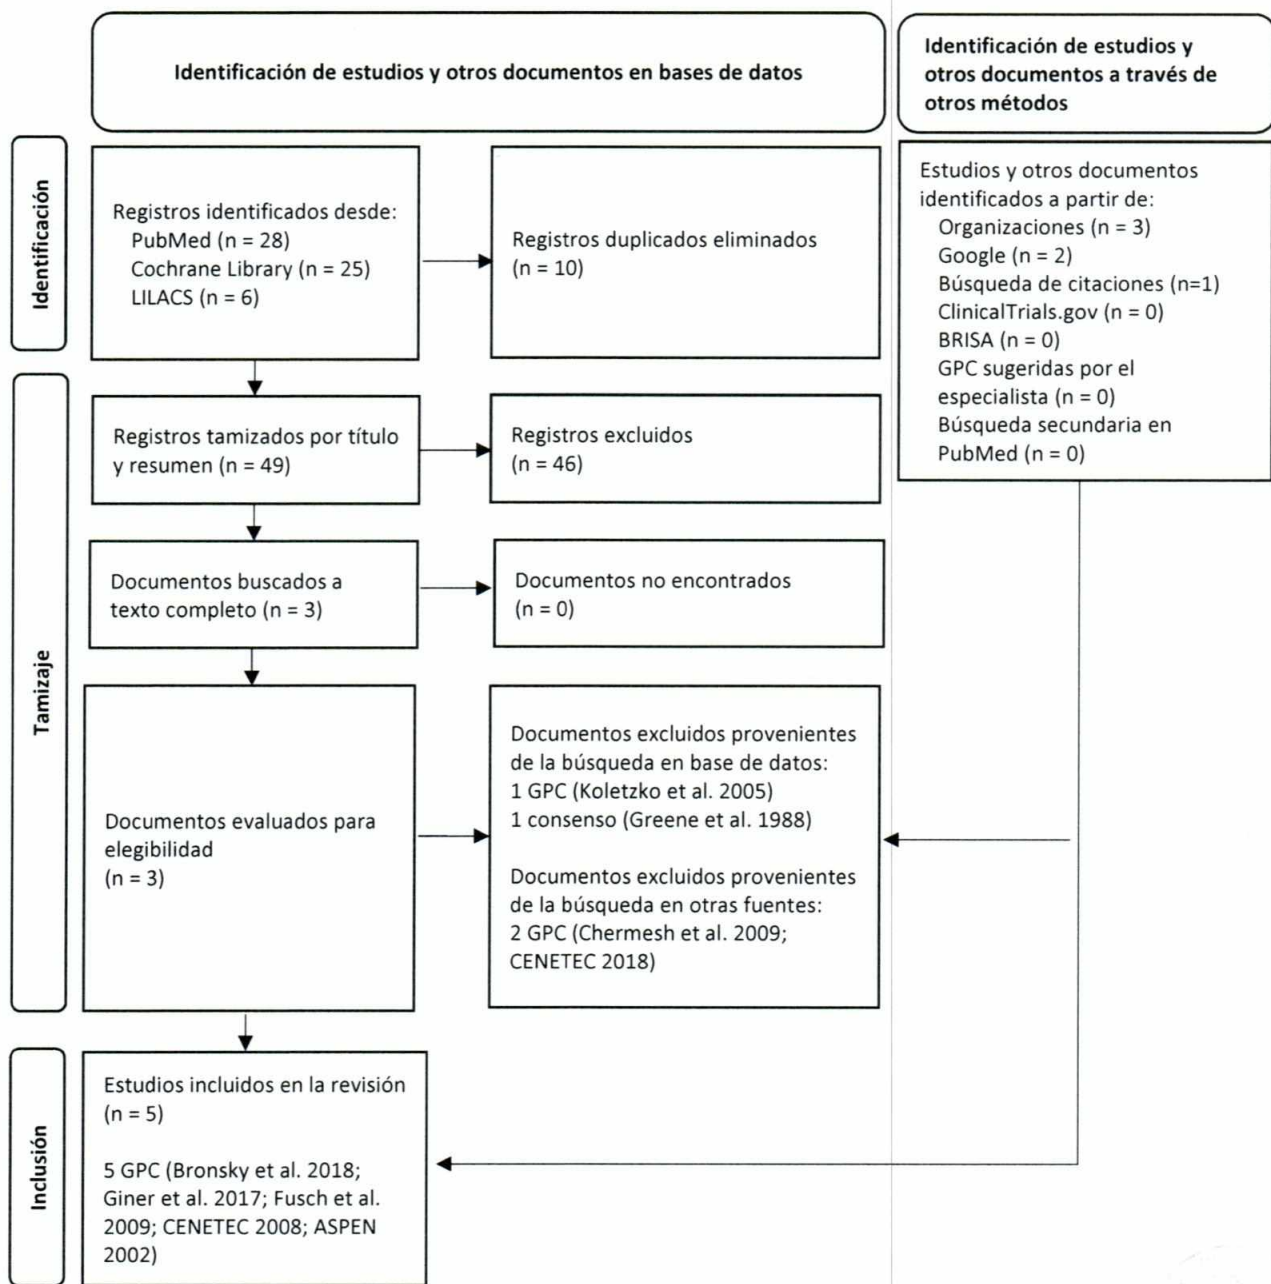 Identificación de estudios y otros documentos en bases de datos
Identificación de estudios y
otros documentos a través de
otros métodos
Identificación
Registros identificados desde:
PubMed (n = 28)
Cochrane Library (n = 25)
LILACS (n = 6)
Registros duplicados eliminados
(n = 10)
Estudios y otros documentos
identificados a partir de:
Organizaciones (n = 3)
Google (n = 2)
Búsqueda de citaciones (n=1)
ClinicalTrials.gov (n = 0)
BRISA (n = 0)
GPC sugeridas por el
especialista (n = 0)
Búsqueda secundaria en
PubMed (n = 0)
Tamizaje
Registros tamizados por título
y resumen (n = 49)
Registros excluidos
(n = 46)
Documentos buscados a
texto completo (n = 3)
Documentos no encontrados
(n = 0)
Documentos evaluados para
elegibilidad
(n = 3)
Documentos excluidos provenientes
de la búsqueda en base de datos:
1 GPC (Koletzko et al. 2005)
1 consenso (Greene et al. 1988)
Documentos excluidos provenientes
de la búsqueda en otras fuentes:
2 GPC (Chermesh et al. 2009;
CENETEC 2018)
Inclusión
Estudios incluidos en la revisión
(n = 5)
5 GPC (Bronsky et al. 2018;
Giner et al. 2017; Fusch et al.
2009; CENETEC 2008; ASPEN
2002)